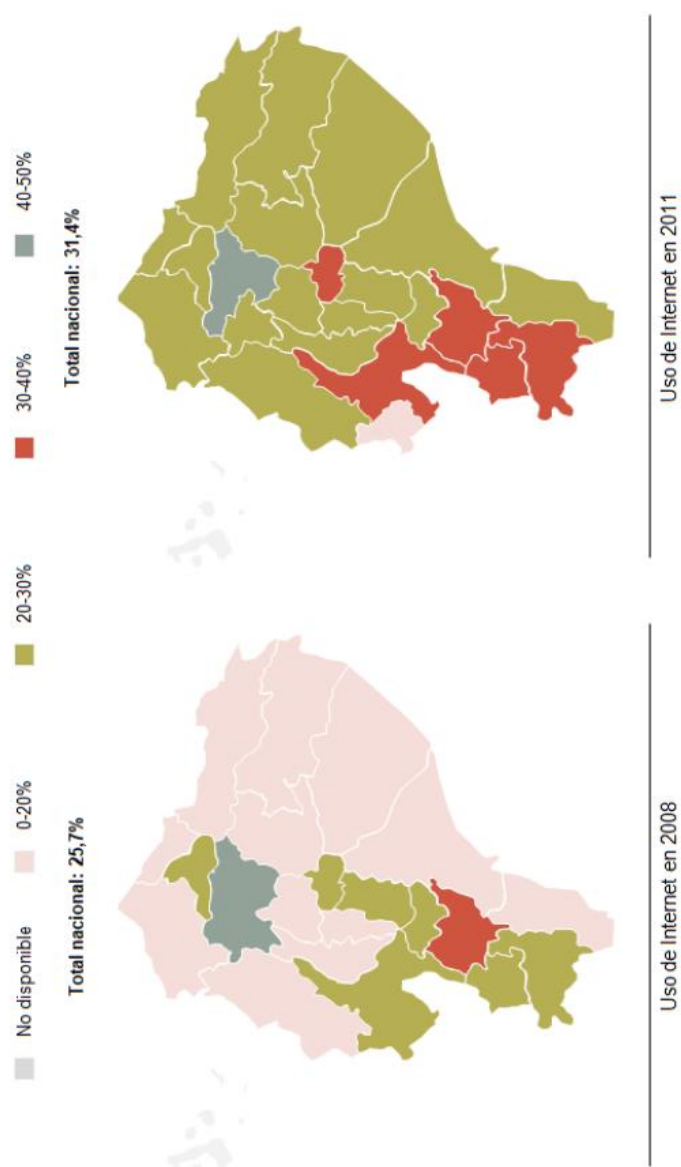 No disponible
0-20%
20-30%
30-40%
40-50%
Total nacional: 25,7%
Total nacional: 31,4%
Uso de Internet en 2008
Uso de Internet en 2011